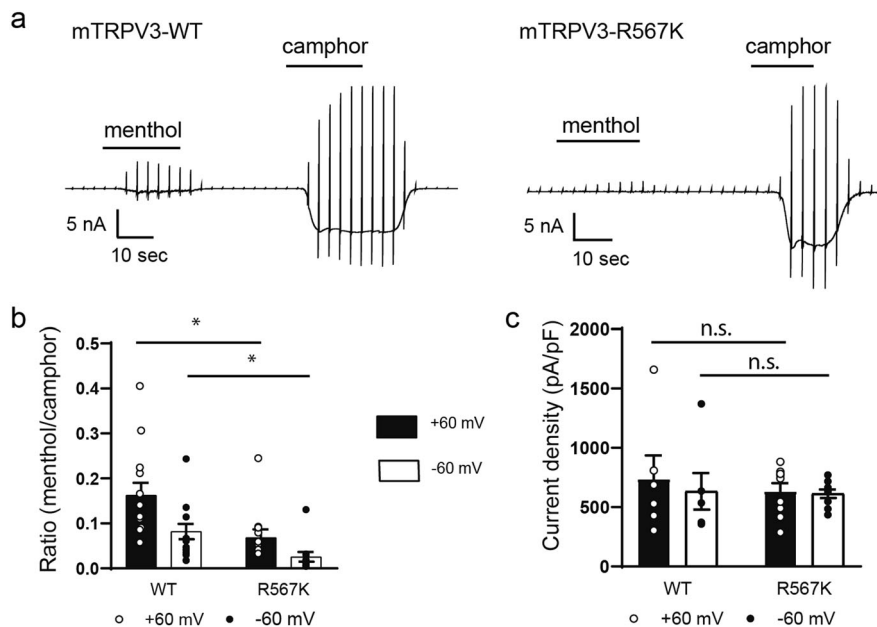 a
mTRPV3-WT
mTRPV3-R567K
camphor
camphor
menthol
menthol
5 nA
10 sec
5 nA
10 sec
b
Ratio (menthol/camphor)
0.5
0.4
0.3
0.2
0.1
0.0
*
*
WT
R567K
+60 mV
-60 mV
+60 mV
-60 mV
c
Current density (pA/pF)
2000
1500
1000
500
0
n.s.
n.s.
WT
R567K
+60 mV
-60 mV